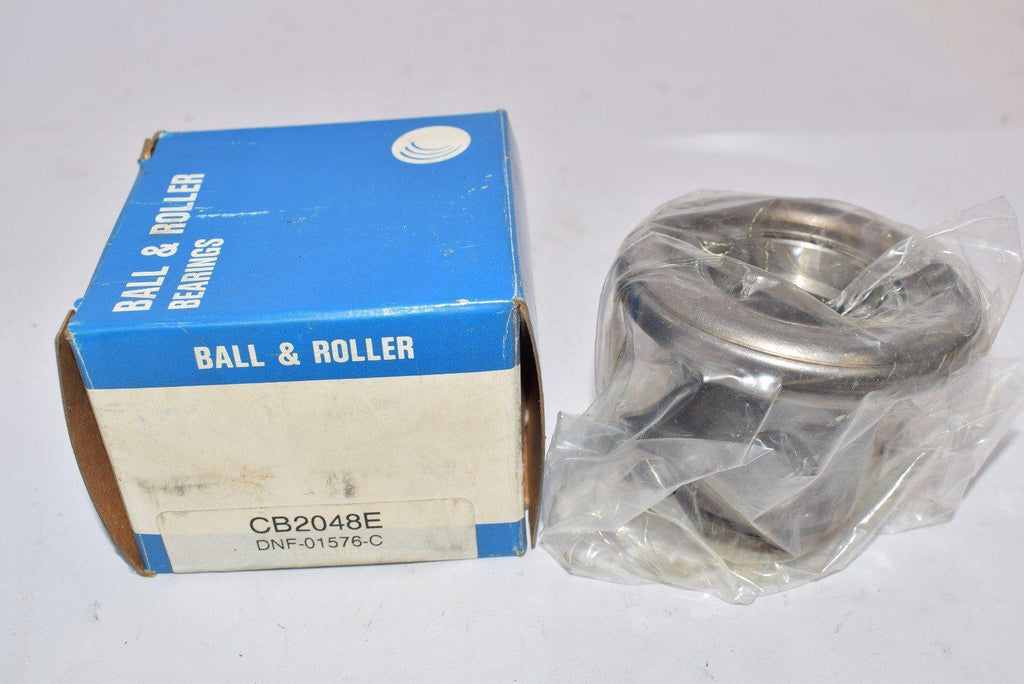 BALL & ROLLER
BEARINGS
BALL & ROLLER
CB2048E
DNF-01576-C